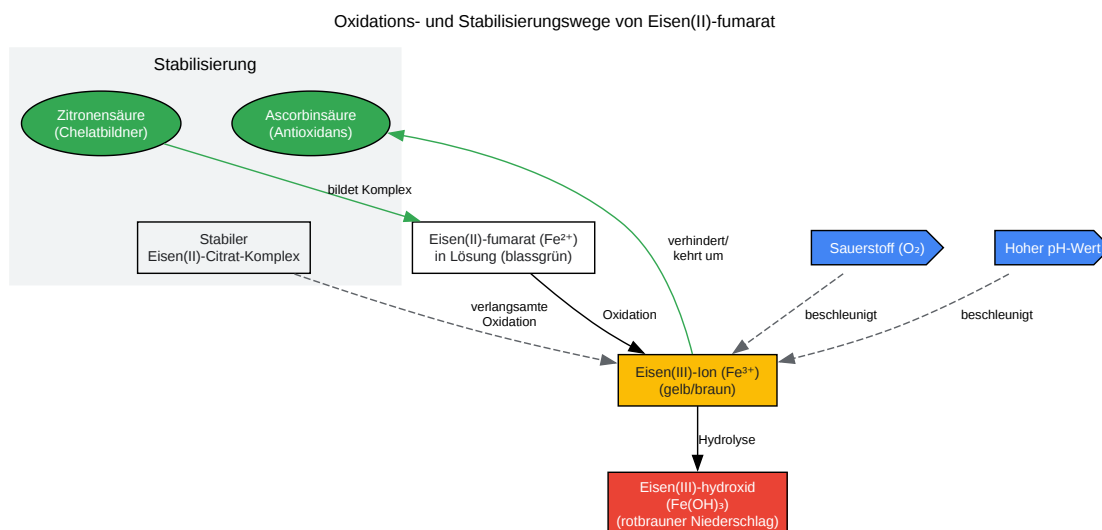 Oxidations- und Stabilisierungswege von Eisen(II)-fumarat
Stabilisierung
Zitronensäure
(Chelatbildner)
Ascorbinsäure
(Antioxidans)
bildet Komplex
Stabiler
Eisen(II)-Citrat-Komplex
Eisen(II)-fumarat (Fe²⁺)
in Lösung (blassgrün)
verhindert/
kehrt um
Sauerstoff (O₂)
Hoher pH-Wert
verlangsamte
Oxidation
Oxidation
beschleunigt
beschleunigt
Eisen(III)-Ion (Fe³⁺)
(gelb/braun)
Hydrolyse
Eisen(III)-hydroxid
(Fe(OH)₃)
(rotbrauner Niederschlag)